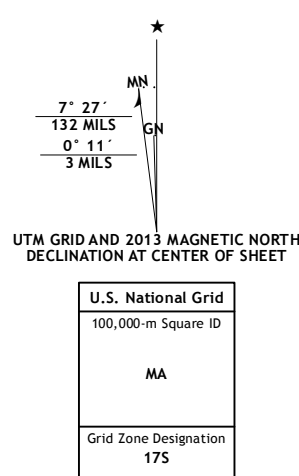 ★
MN
7° 27´
132 MILS
GN
0° 11´
3 MILS
UTM GRID AND 2013 MAGNETIC NORTH
DECLINATION AT CENTER OF SHEET
U.S. National Grid
100,000-m Square ID
MA
Grid Zone Designation
17S